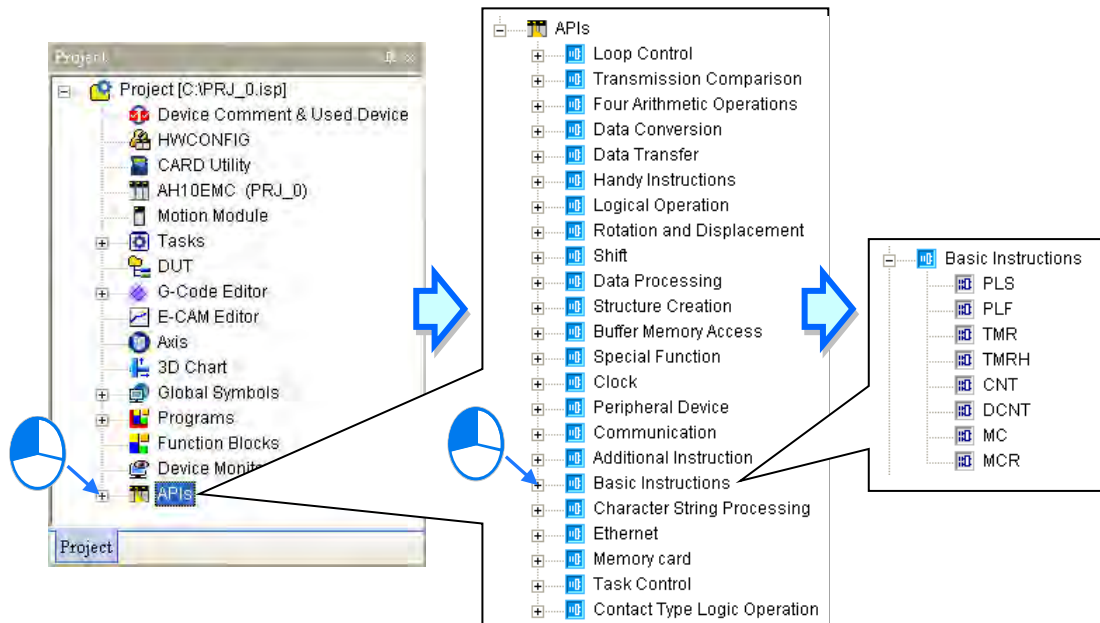 Project
Project [C:\PRJ_0.isp]
Device Comment & Used Device
HWCONFIG
CARD Utility
AH10EMC (PRJ_0)
Motion Module
Tasks
DUT
G-Code Editor
E-CAM Editor
Axis
3D Chart
Global Symbols
Programs
Function Blocks
Device Monito
APIs
Project
APIs
Loop Control
Transmission Comparison
Four Arithmetic Operations
Data Conversion
Data Transfer
Handy Instructions
Logical Operation
Rotation and Displacement
Shift
Data Processing
Structure Creation
Buffer Memory Access
Special Function
Clock
Peripheral Device
Communication
Additional Instruction
Basic Instructions
Character String Processing
Ethernet
Memory card
Task Control
Contact Type Logic Operation
Basic Instructions
PLS
PLF
TMR
TMRH
CNT
DCNT
MC
MCR